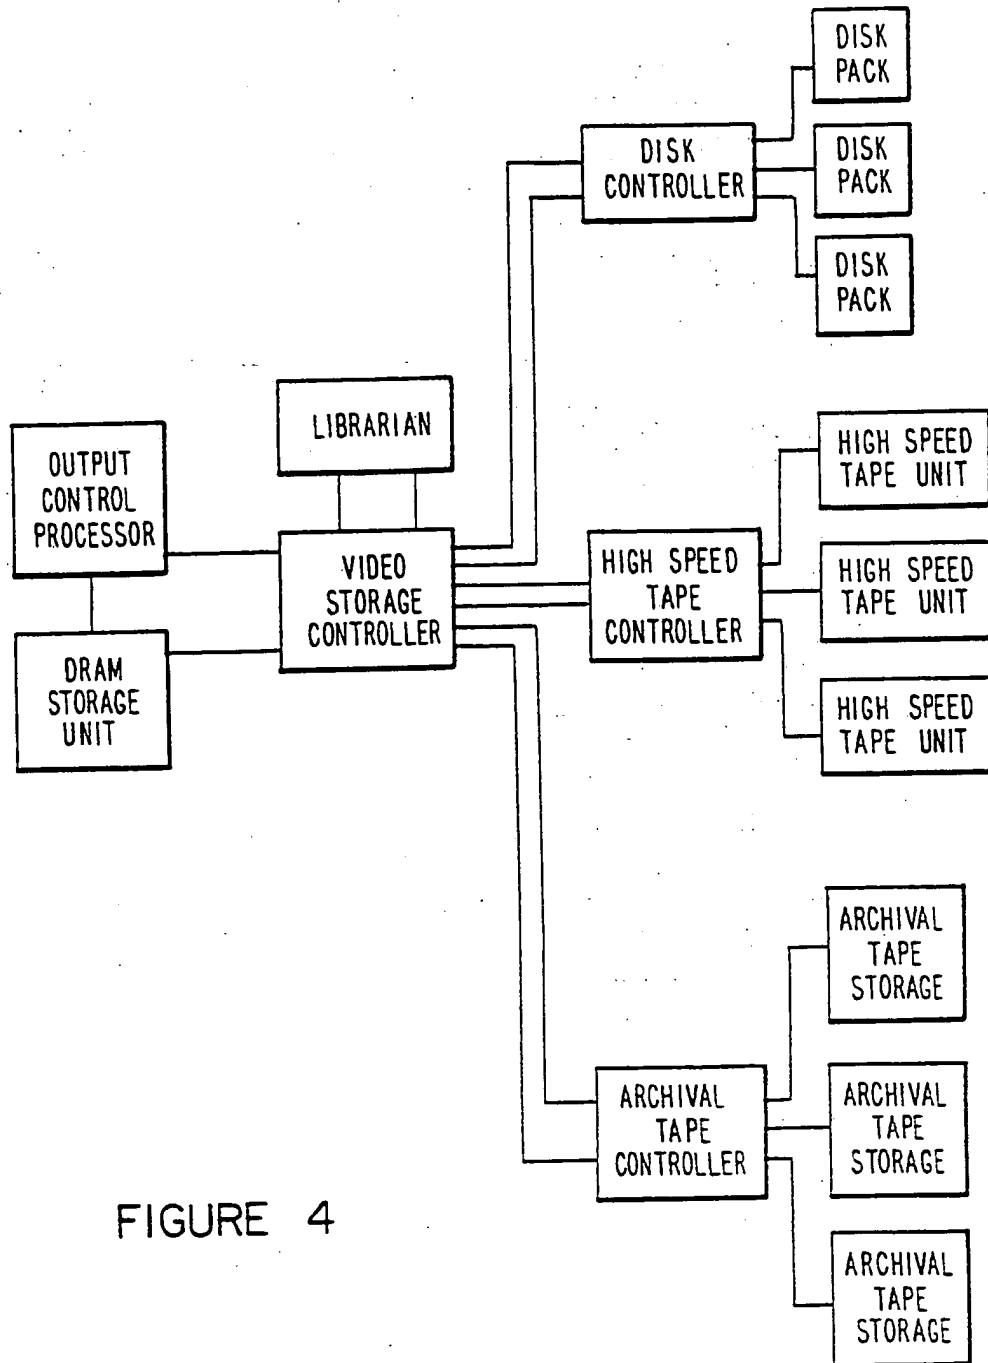 DISK
PACK
DISK
CONTROLLER
DISK
PACK
DISK
PACK
LIBRARIAN
OUTPUT
CONTROL
PROCESSOR
HIGH SPEED
TAPE UNIT
VIDEO
STORAGE
CONTROLLER
HIGH SPEED
TAPE
CONTROLLER
HIGH SPEED
TAPE UNIT
DRAM
STORAGE
UNIT
HIGH SPEED
TAPE UNIT
ARCHIVAL
TAPE
STORAGE
ARCHIVAL
TAPE
CONTROLLER
ARCHIVAL
TAPE
STORAGE
ARCHIVAL
TAPE
STORAGE
FIGURE 4